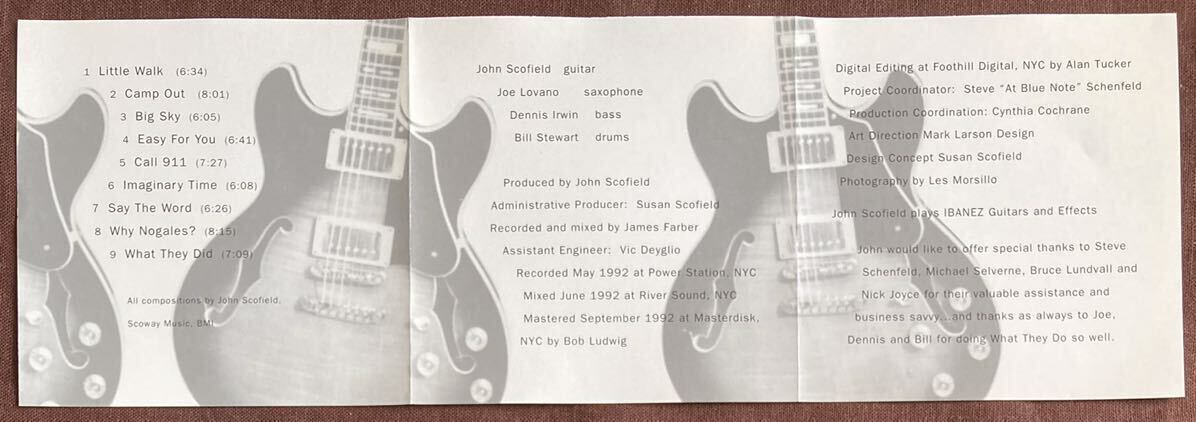 1 Little Walk (6:34)
2 Camp Out (8:01)
3 Big Sky (6:05)
4 Easy For You (6:41)
5 Call 911 (7:27)
6 Imaginary Time (6:08)
7 Say The Word (6:26)
8 Why Nogales? (8:15)
9 What They Did (7:09)
All compositions by John Scofield,
Scoway Music, BMI
John Scofield guitar
Joe Lovano saxophone
Dennis Irwin bass
Bill Stewart drums
Produced by John Scofield
Administrative Producer: Susan Scofield
Recorded and mixed by James Farber
Assistant Engineer: Vic Deyglio
Recorded May 1992 at Power Station, NYC
Mixed June 1992 at River Sound, NYC
Mastered September 1992 at Masterdisk,
NYC by Bob Ludwig
Digital Editing at Foothill Digital, NYC by Alan Tucker
Project Coordinator: Steve "At Blue Note" Schenfeld
Production Coordination: Cynthia Cochrane
Art Direction Mark Larson Design
Design Concept Susan Scofield
Photography by Les Morsillo
John Scofield plays IBANEZ Guitars and Effects
John would like to offer special thanks to Steve
Schenfeld, Michael Selverne, Bruce Lundvall and
Nick Joyce for their valuable assistance and
business savvy...and thanks as always to Joe,
Dennis and Bill for doing What They Do so well.